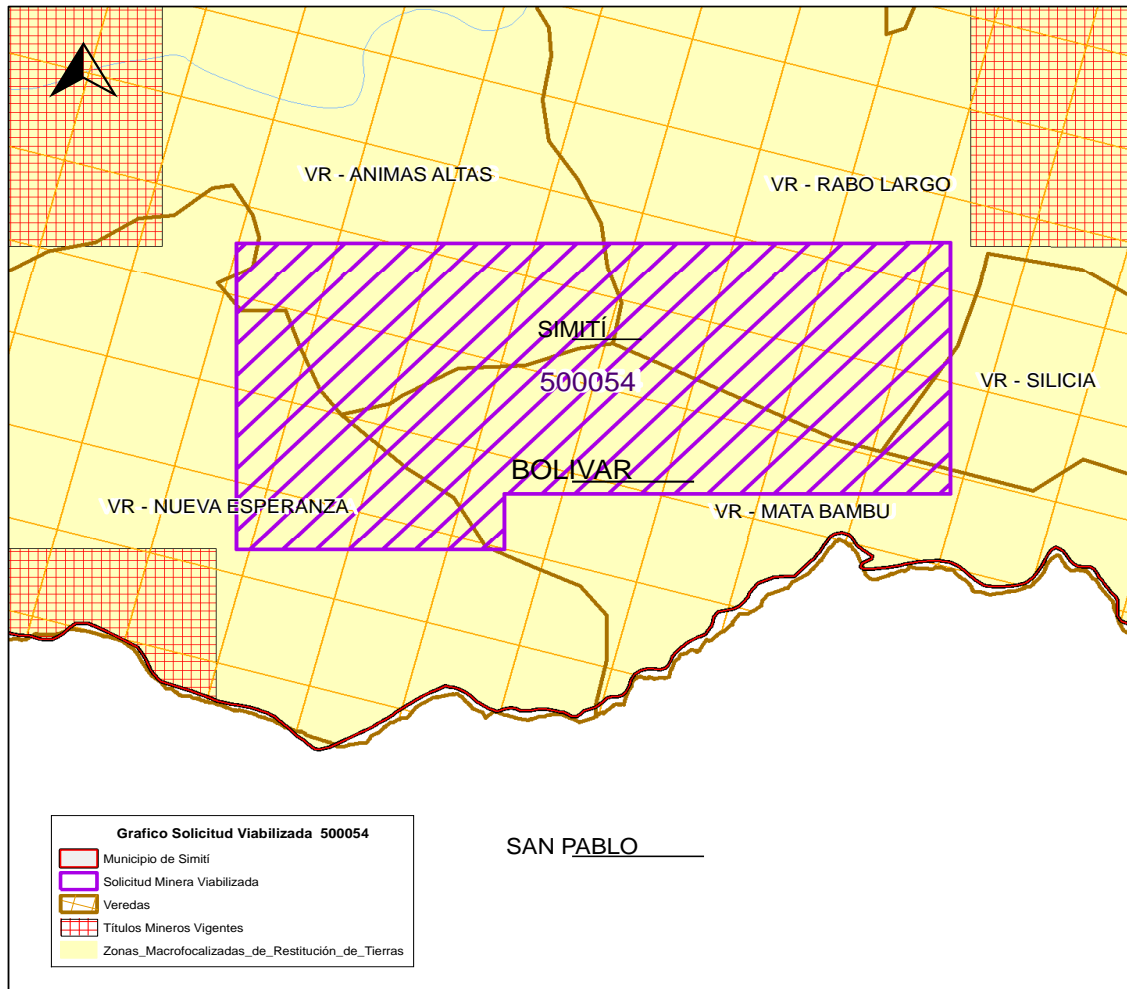 VR - ANIMAS ALTAS
VR - RABO LARGO
SIMITÍ
500054
VR - SILICIA
BOLIVAR
VR - NUEVA ESPERANZA
VR - MATA BAMBU
SAN PABLO
Grafico Solicitud Viabilizada 500054
Municipio de Simití
Solicitud Minera Viabilizada
Veredas
Títulos Mineros Vigentes
Zonas_Macrofocalizadas_de_Restitución_de_Tierras